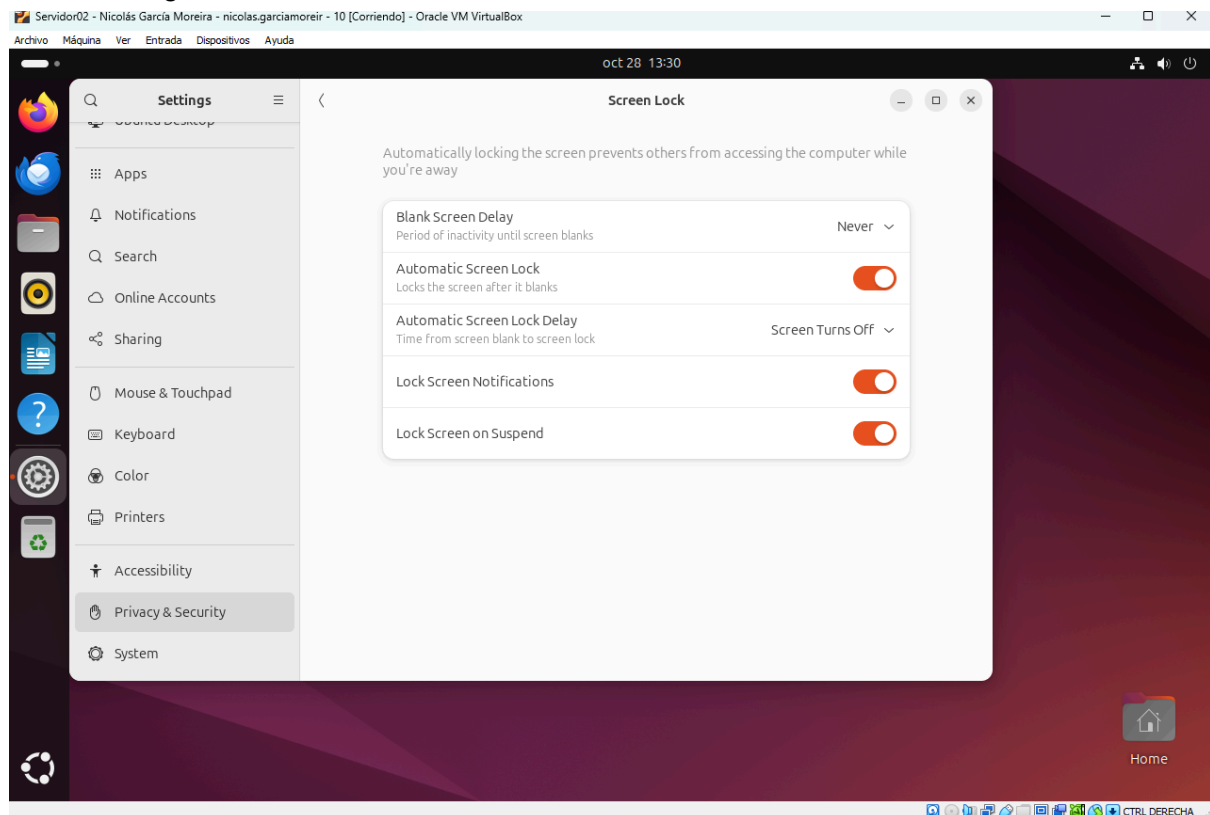 Servidor02 - Nicolás García Moreira - nicolas.garciamoreir - 10 [Corriendo] - Oracle VM VirtualBox
Archivo Máquina Ver Entrada Dispositivos Ayuda
oct 28 13:30
Settings
Screen Lock
Ubuntu Desktop
Apps
Notifications
Search
Online Accounts
Sharing
Mouse & Touchpad
Keyboard
Color
Printers
Accessibility
Privacy & Security
System
Automatically locking the screen prevents others from accessing the computer while
you're away
Blank Screen Delay
Period of inactivity until screen blanks
Never
Automatic Screen Lock
Locks the screen after it blanks
Automatic Screen Lock Delay
Time from screen blank to screen lock
Screen Turns Off
Lock Screen Notifications
Lock Screen on Suspend
Home
CTRL DERECHA